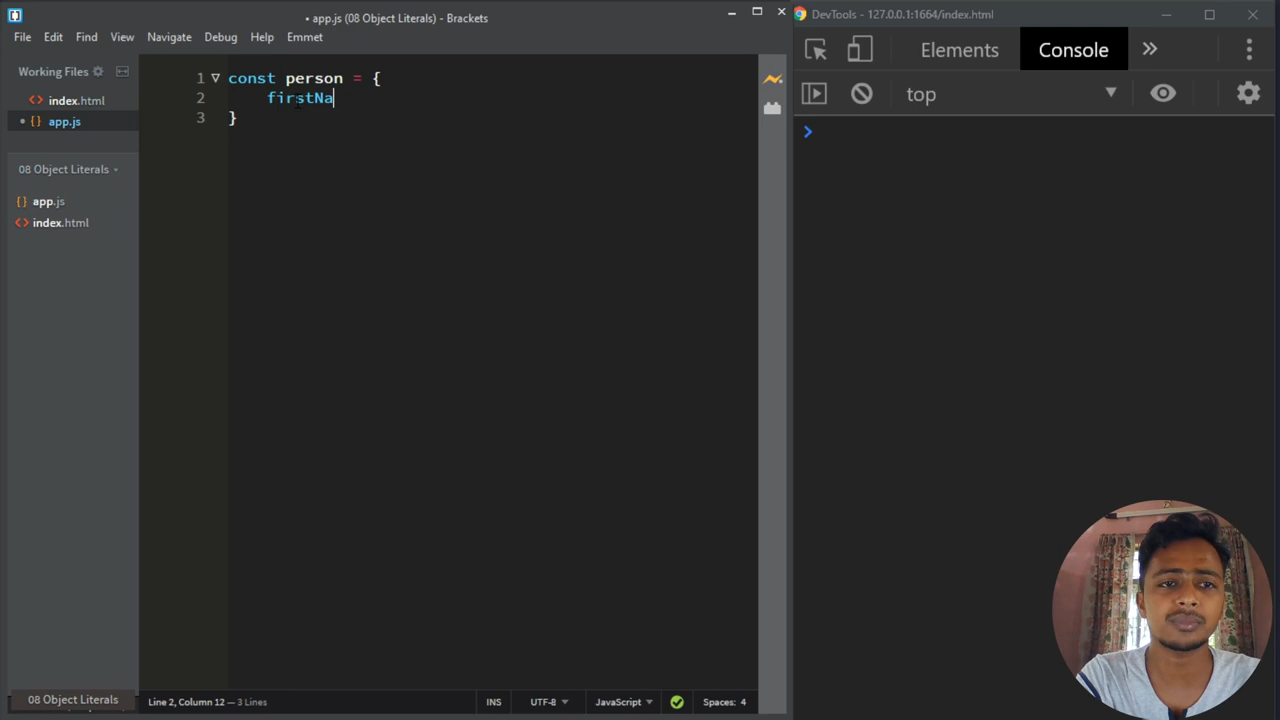 • app.js (08 Object Literals) - Brackets
File Edit Find View Navigate Debug Help Emmet
Working Files
index.html
• app.js
08 Object Literals
app.js
index.html
1 const person = {
2 firstNa
3 }
08 Object Literals
Line 2, Column 12 — 3 Lines
INS UTF-8 JavaScript Spaces: 4
DevTools - 127.0.0.1:1664/index.html
Elements Console
top